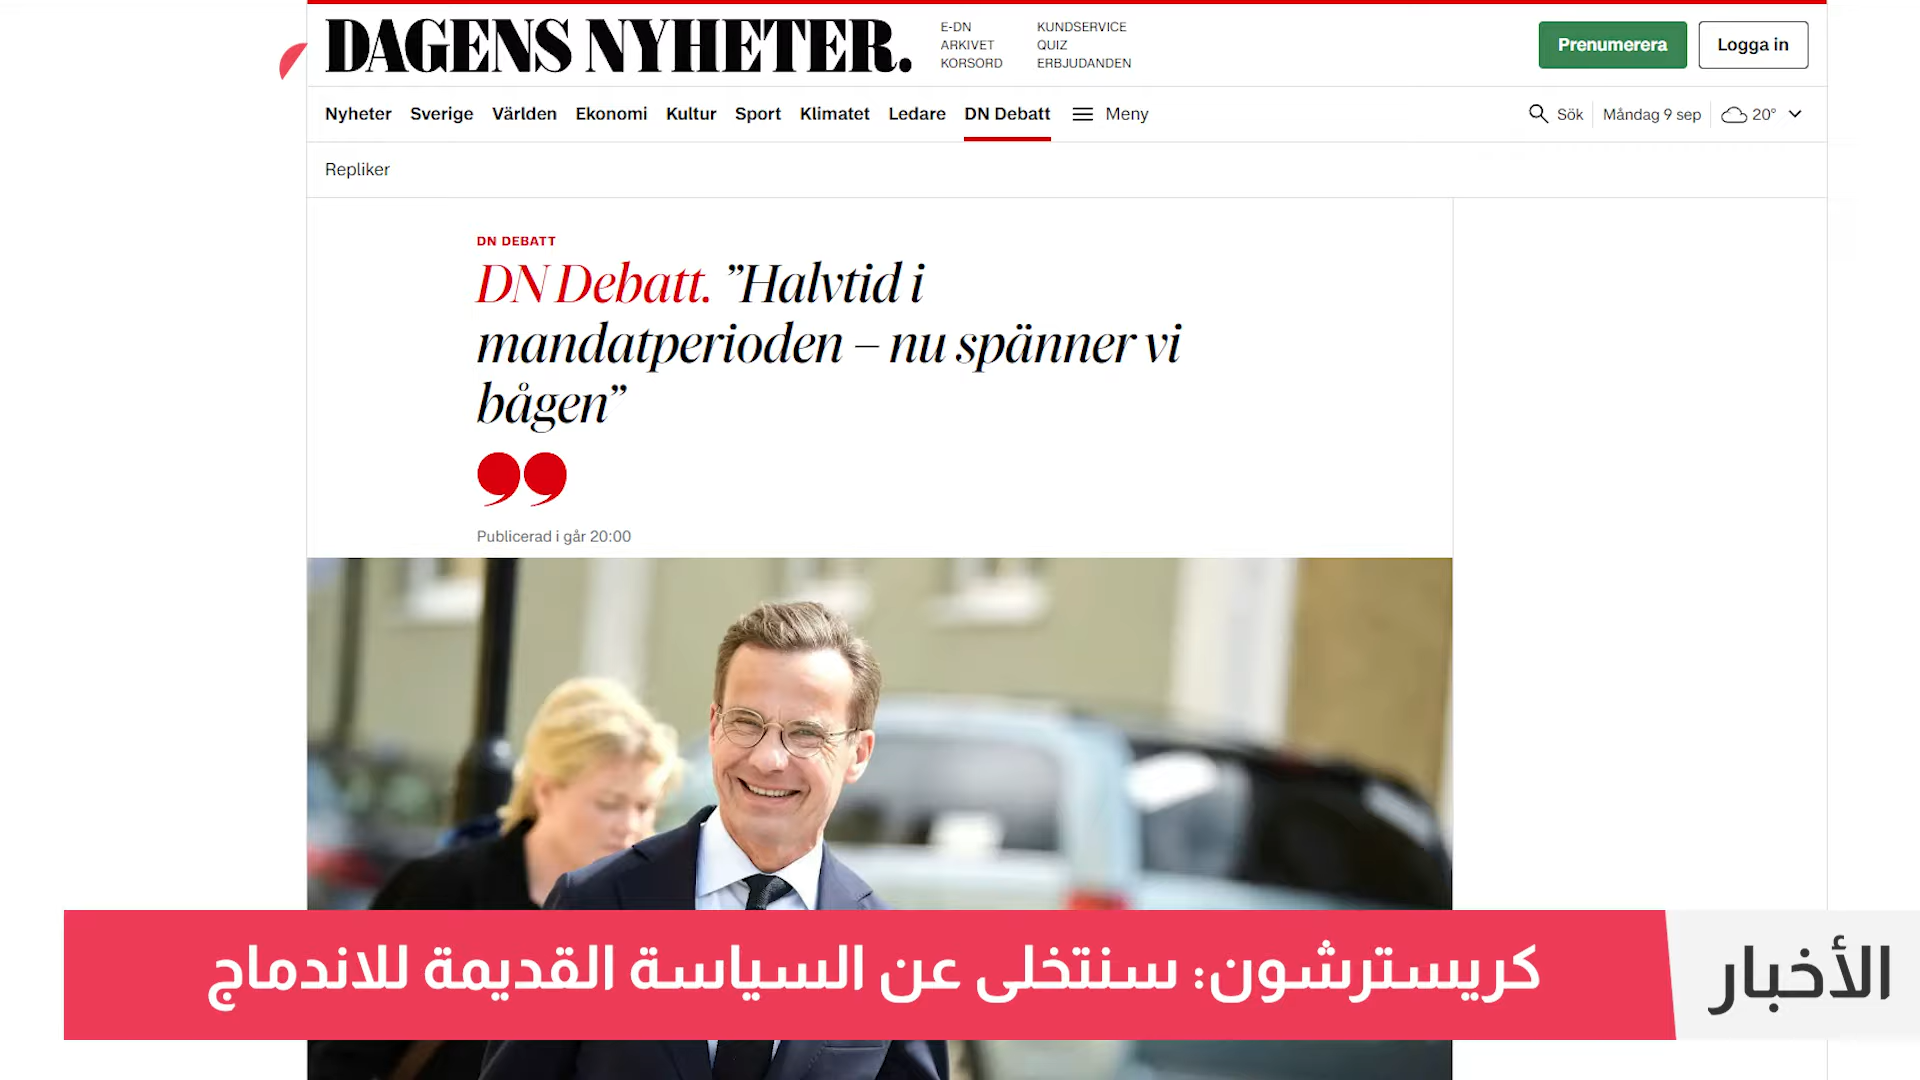 DAGENS NYHETER.
E-DN
ARKIVET
KORSORD
KUNDSERVICE
QUIZ
ERBJUDANDEN
Prenumerera
Logga in
Nyheter Sverige Världen Ekonomi Kultur Sport Klimatet Ledare DN Debatt Meny
Sök Måndag 9 sep 20°
Repliker
DN DEBATT
DN Debatt. ”Halvtid i
mandatperioden – nu spänner vi
bågen”
Publicerad i går 20:00
الأخبار
كريسترشون: سنتخلى عن السياسة القديمة للاندماج